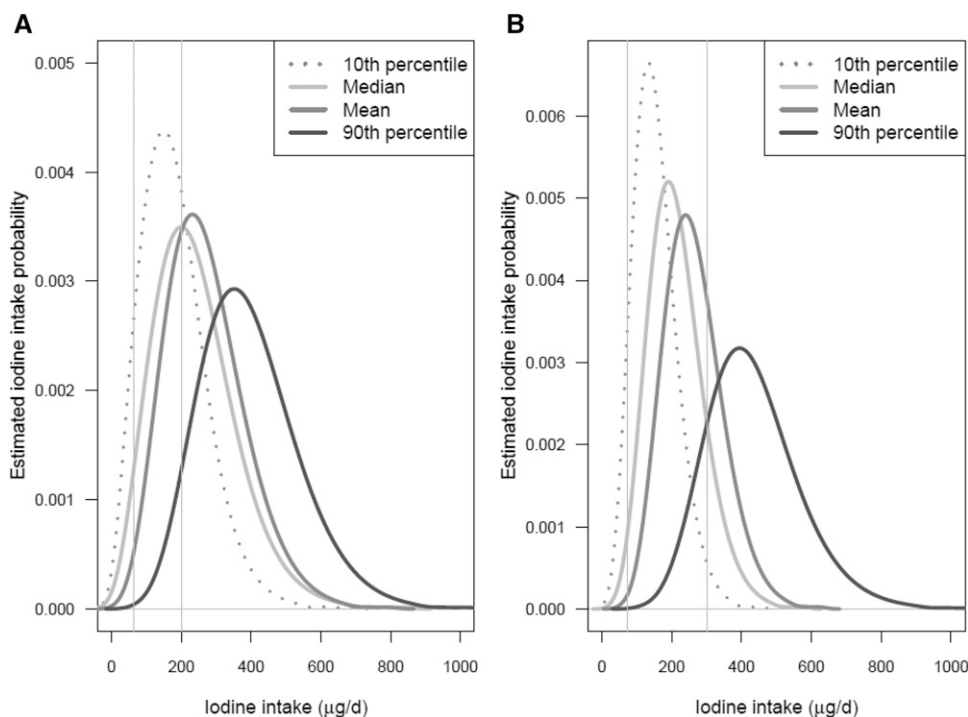 A
10th percentile
Median
Mean
90th percentile
Estimated iodine intake probability
0.005
0.004
0.003
0.002
0.001
0.000
0 200 400 600 800 1000
Iodine intake (μg/d)
B
10th percentile
Median
Mean
90th percentile
Estimated iodine intake probability
0.006
0.005
0.004
0.003
0.002
0.001
0.000
0 200 400 600 800 1000
Iodine intake (μg/d)